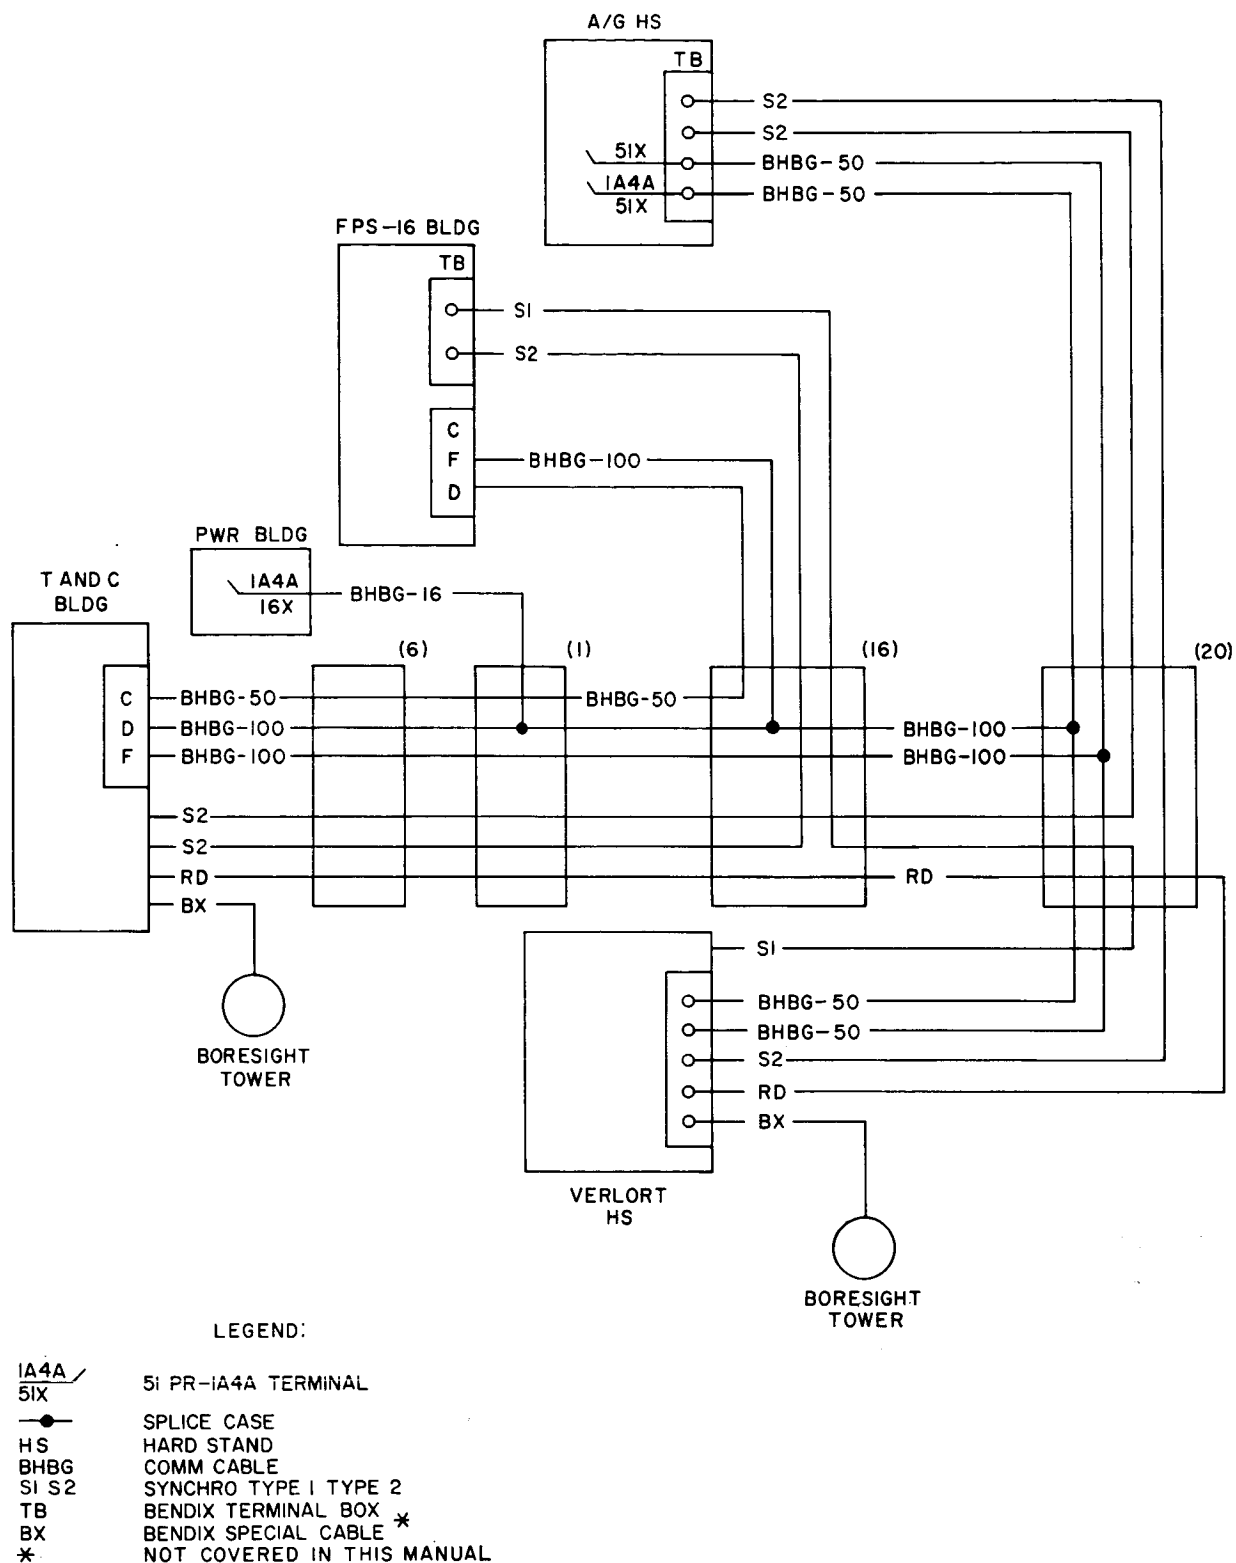 A/G HS
TB
S2
S2
51X
BHBG-50
1A4A
BHBG-50
51X
FPS-16 BLDG
TB
S1
S2
C
F
BHBG-100
D
PWR BLDG
1A4A
16X
BHBG-16
T AND C
BLDG
(6)
(1)
(16)
(20)
C
BHBG-50
BHBG-50
D
BHBG-100
BHBG-100
F
BHBG-100
BHBG-100
S2
S2
RD
RD
BX
S1
BHBG-50
BHBG-50
S2
RD
BX
BORESIGHT
TOWER
VERLORT
HS
BORESIGHT
TOWER
LEGEND:
1A4A
51X
51 PR-1A4A TERMINAL
SPLICE CASE
HS HARD STAND
BHBG COMM CABLE
S1 S2 SYNCHRO TYPE 1 TYPE 2
TB BENDIX TERMINAL BOX
BX BENDIX SPECIAL CABLE *
* NOT COVERED IN THIS MANUAL